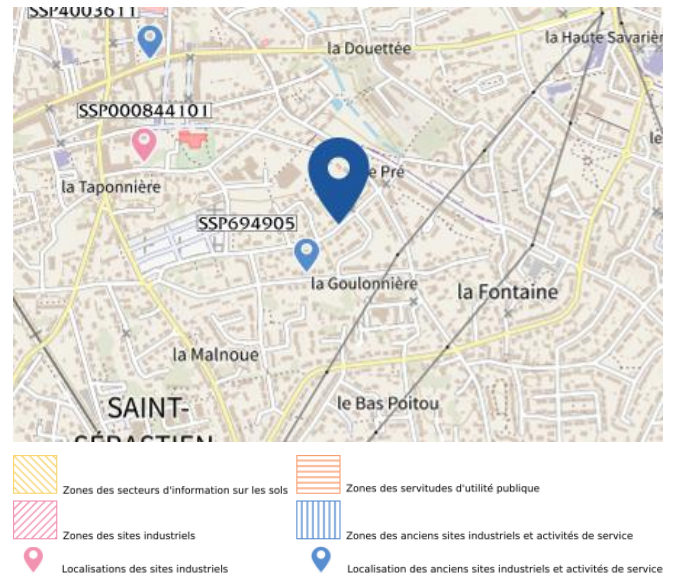 SSP4003611
la Douettée
la Haute Savarièr
SSP000844101
le
e Pré
la Taponnière
SSP694905
la Goulonnière
la Fontaine
la Malnoue
le Bas Poitou
SAINT-
SÉBASTIEN
Zones des secteurs d'information sur les sols
Zones des servitudes d'utilité publique
Zones des sites industriels
Zones des anciens sites industriels et activités de service
Localisations des sites industriels
Localisation des anciens sites industriels et activités de service